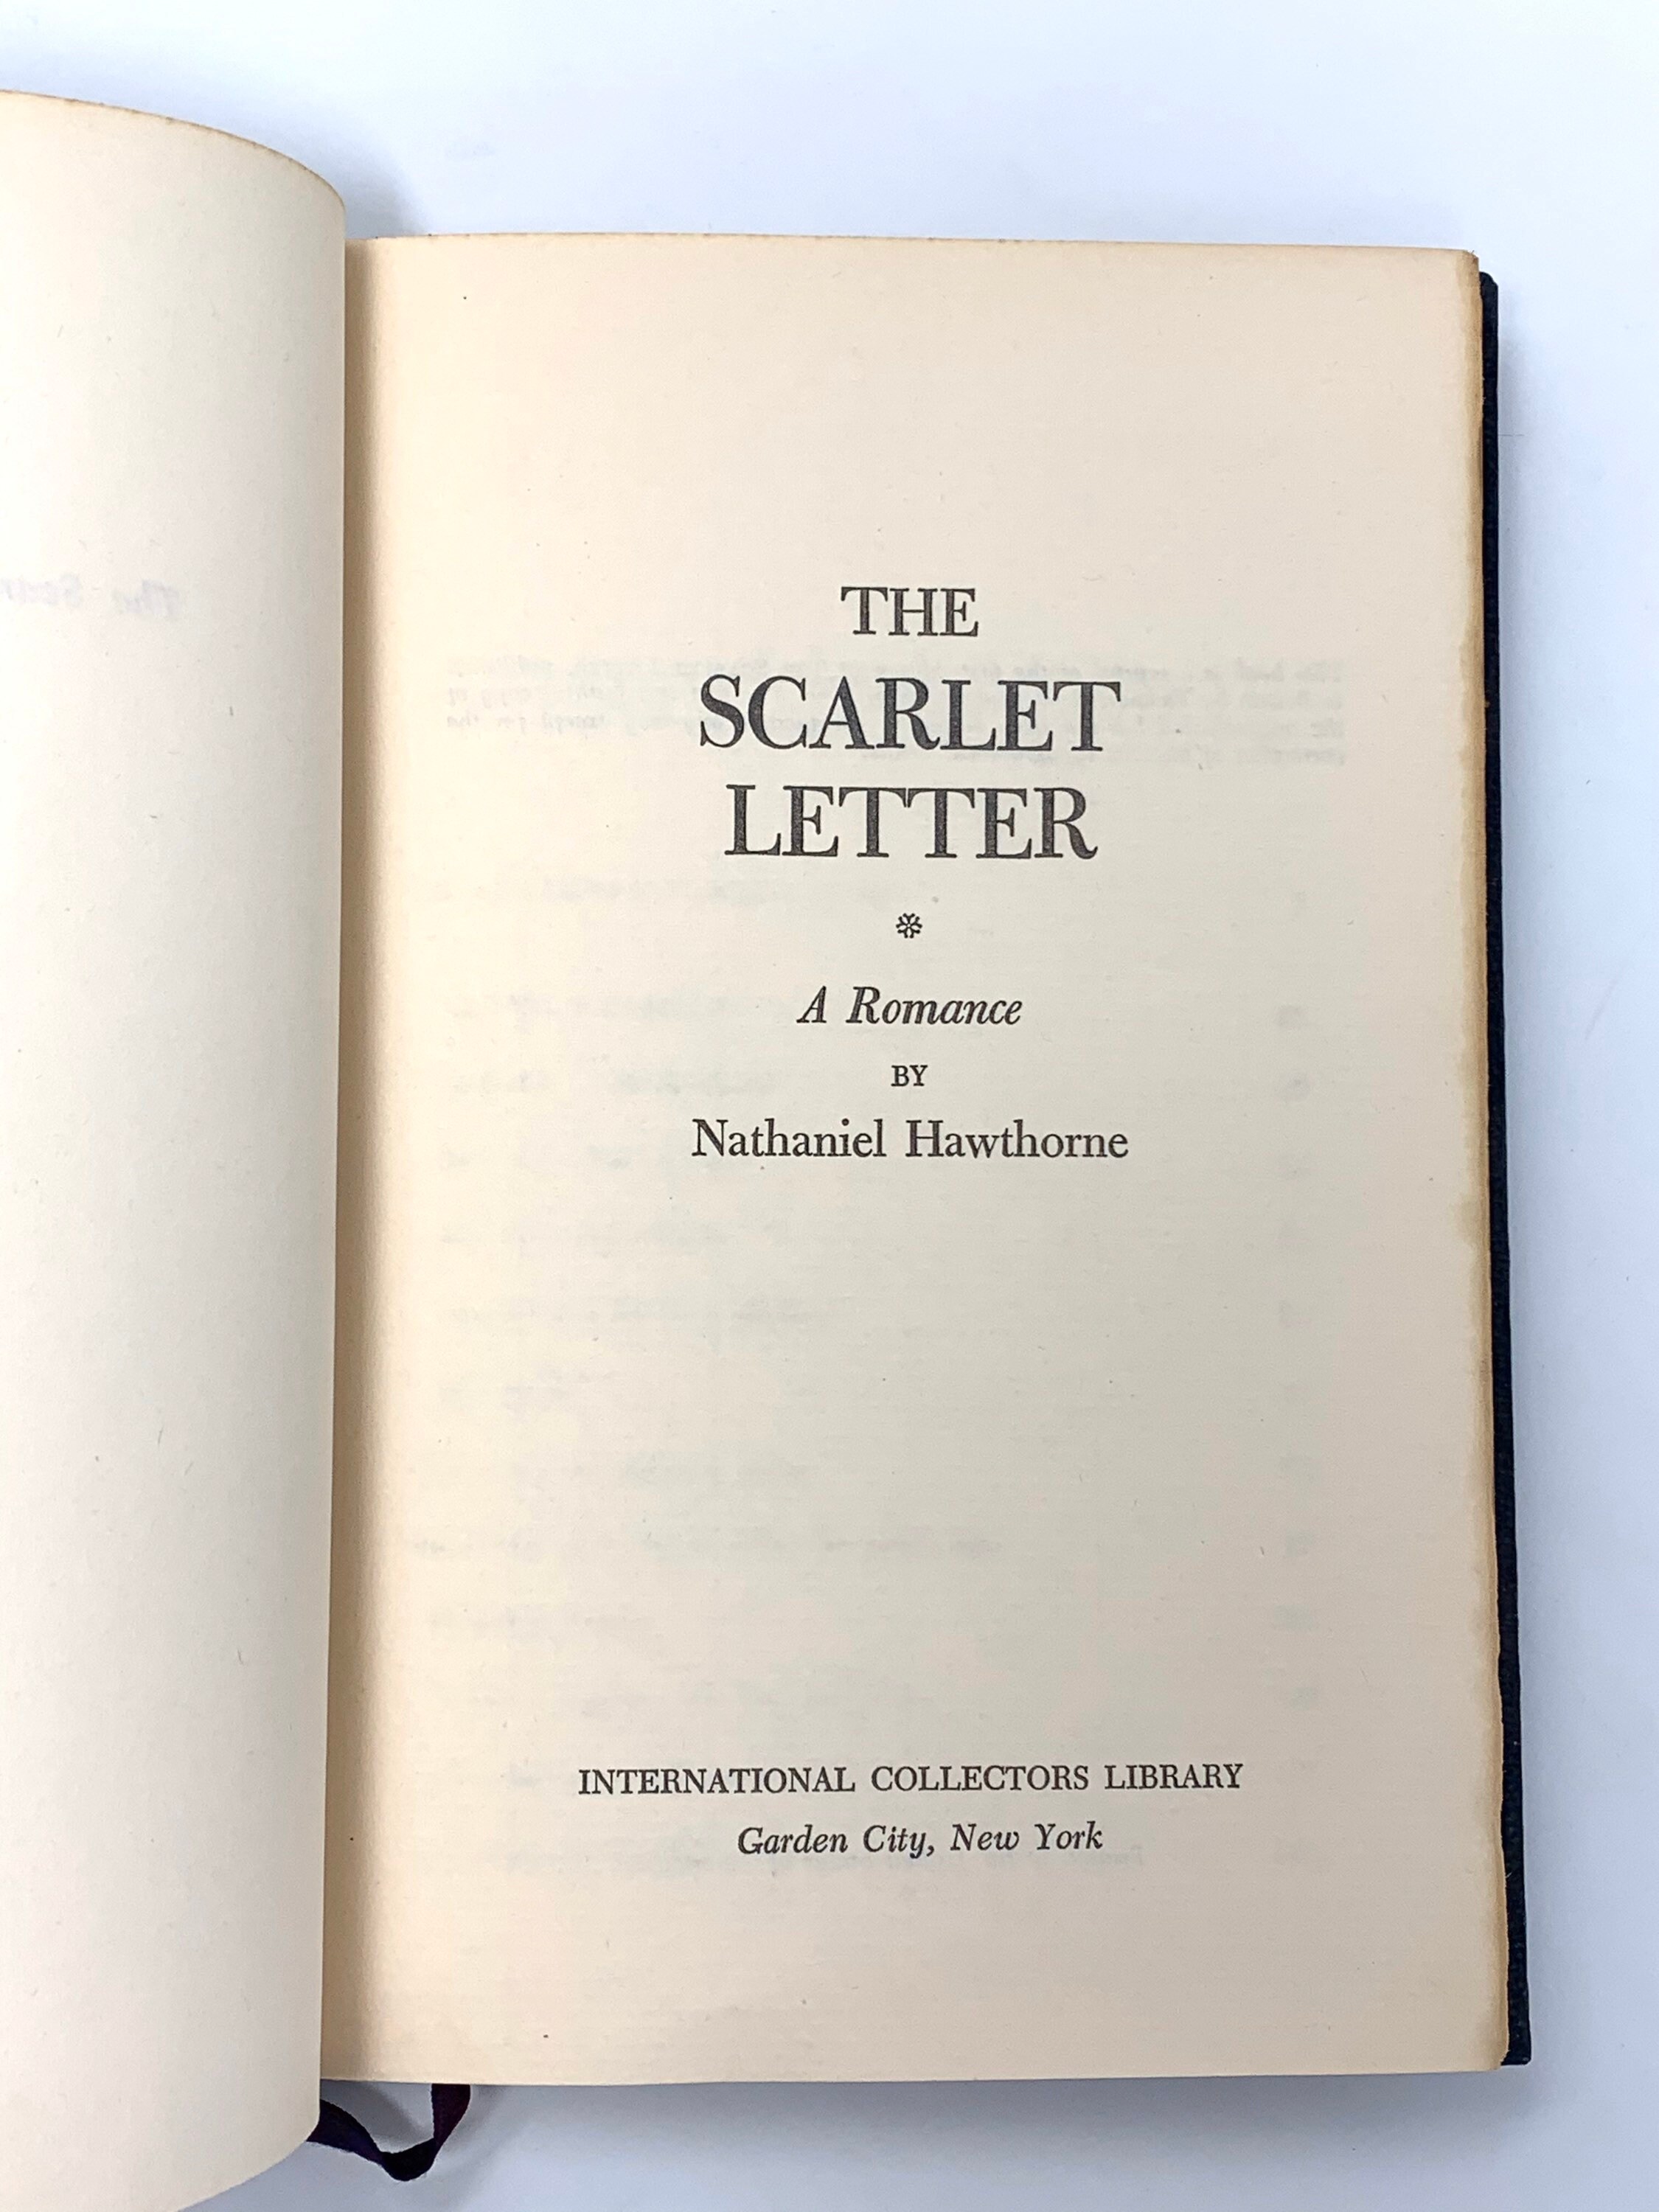 THE
SCARLET
LETTER
A Romance
BY
Nathaniel Hawthorne
INTERNATIONAL COLLECTORS LIBRARY
Garden City, New York